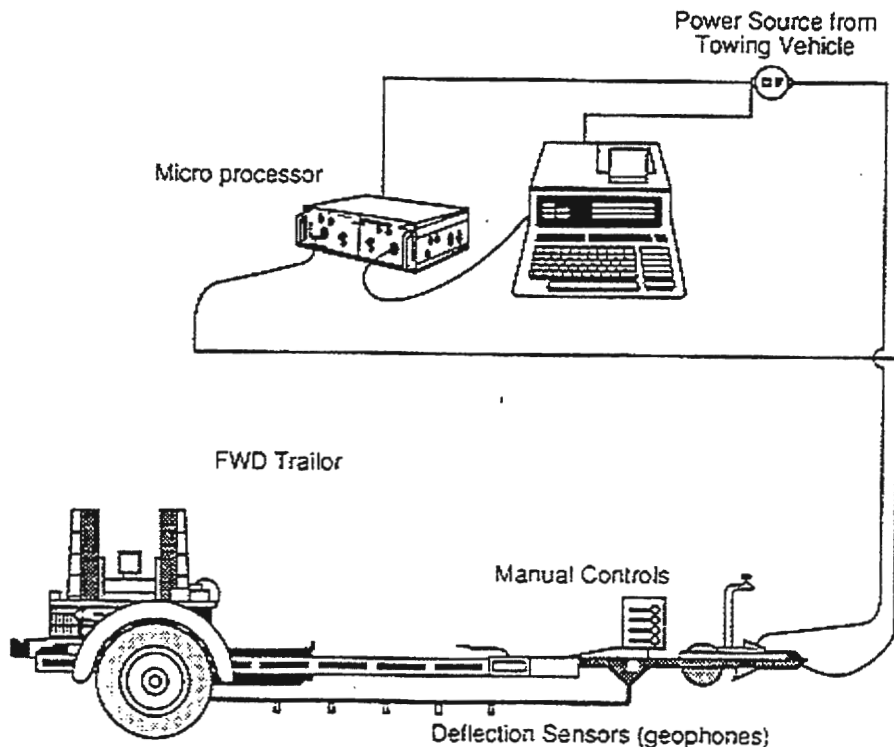 Power Source from
Towing Vehicle
Micro processor
FWD Trailor
Manual Controls
Deflection Sensors (geophones)